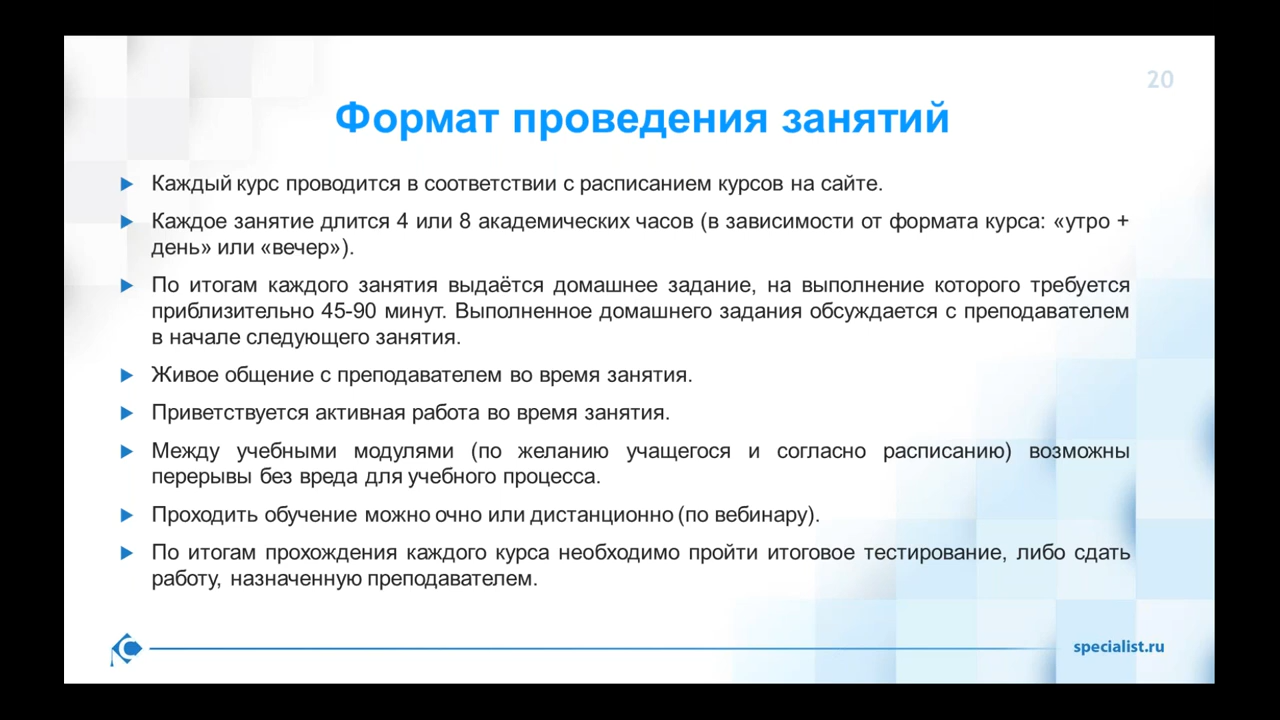 20
Формат проведения занятий
Каждый курс проводится в соответствии с расписанием курсов на сайте.
Каждое занятие длится 4 или 8 академических часов (в зависимости от формата курса: «утро +
день» или «вечер»).
По итогам каждого занятия выдаётся домашнее задание, на выполнение которого требуется
приблизительно 45-90 минут. Выполненное домашнего задания обсуждается с преподавателем
в начале следующего занятия.
Живое общение с преподавателем во время занятия.
Приветствуется активная работа во время занятия.
Между учебными модулями (по желанию учащегося и согласно расписанию) возможны
перерывы без вреда для учебного процесса.
Проходить обучение можно очно или дистанционно (по вебинару).
По итогам прохождения каждого курса необходимо пройти итоговое тестирование, либо сдать
работу, назначенную преподавателем.
specialist.ru